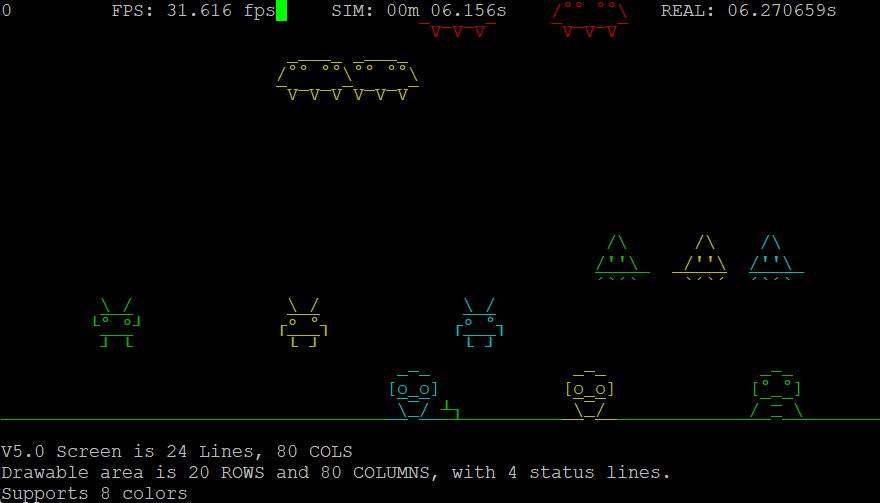 0 FPS: 31.616 fps SIM: 00m 06.156s REAL: 06.270659s
V5.0 Screen is 24 Lines, 80 COLS
Drawable area is 20 ROWS and 80 COLUMNS, with 4 status lines.
Supports 8 colors